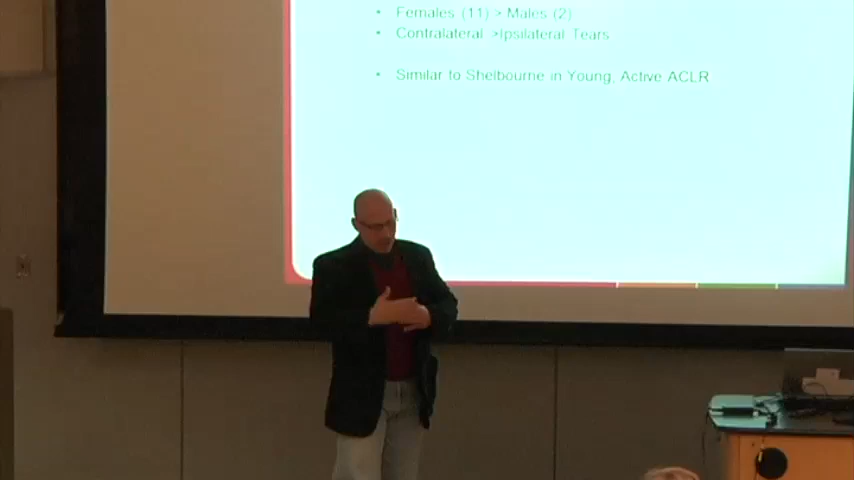 • Females (11) > Males (2)
• Contralateral >Ipsilateral Tears
• Similar to Shelbourne in Young, Active ACLR